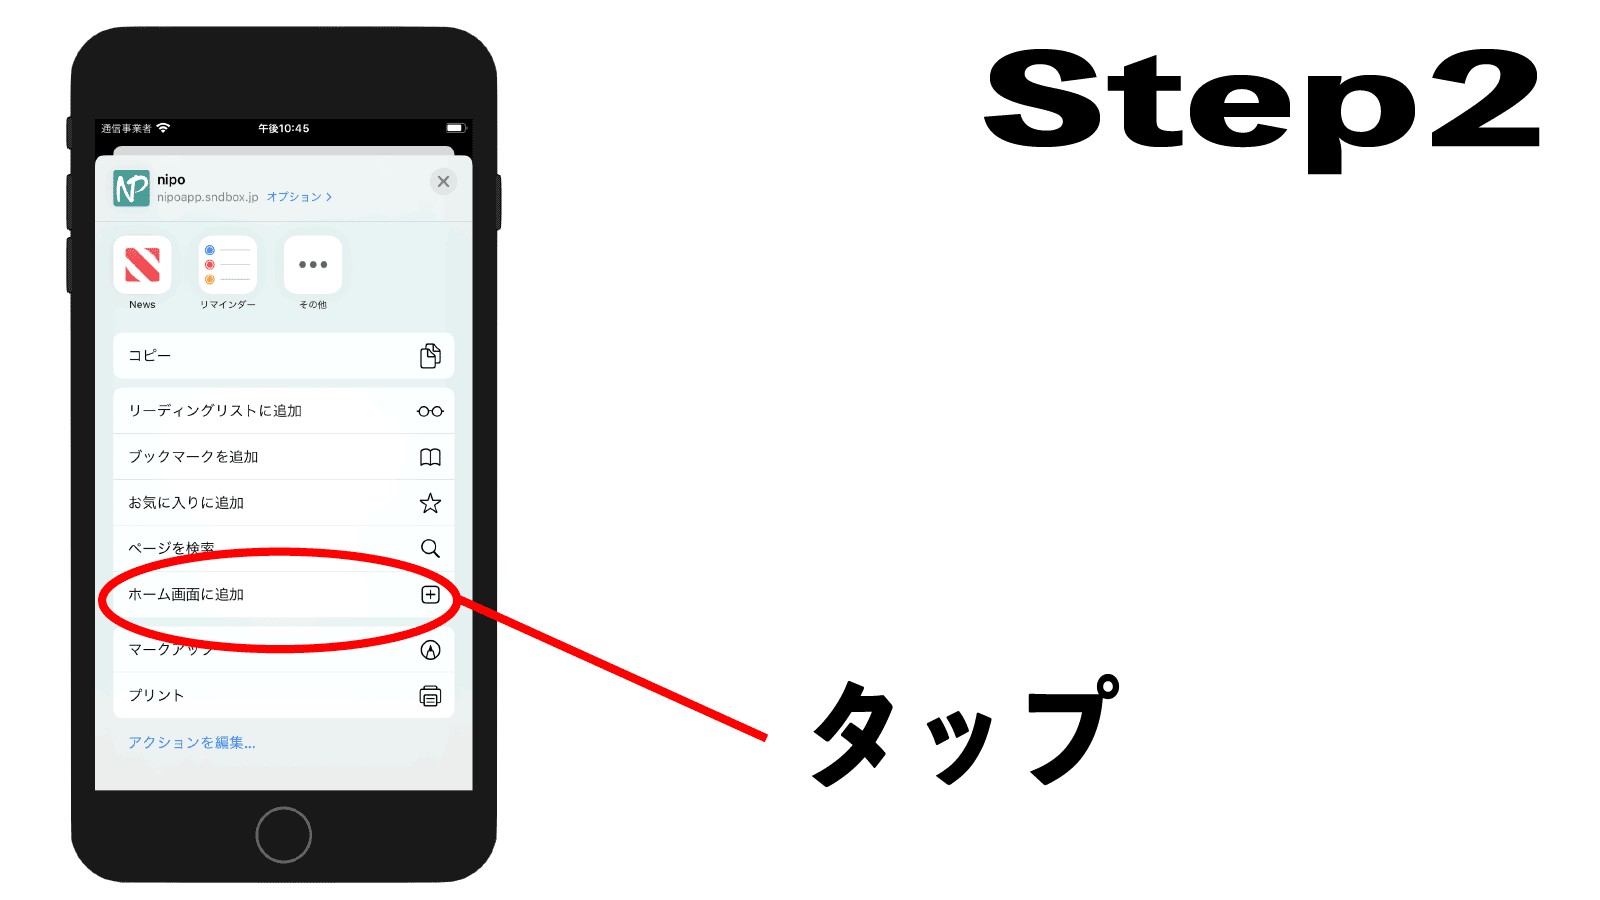 Step2
通信事業者 午後10:45
NP nipo
nipoapp.sndbox.jp オプション >
News リマインダー その他
コピー
リーディングリストに追加
ブックマークを追加
お気に入りに追加
ページを検索
ホーム画面に追加
マークアップ
プリント
アクションを編集...
タップ